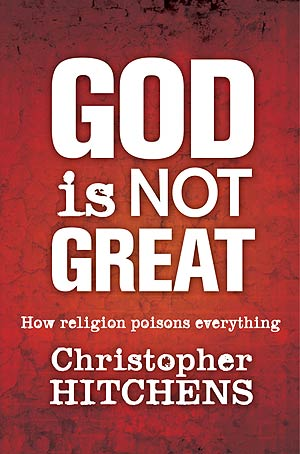 GOD
is NOT
GREAT
How religion poisons everything
Christopher
HITCHENS